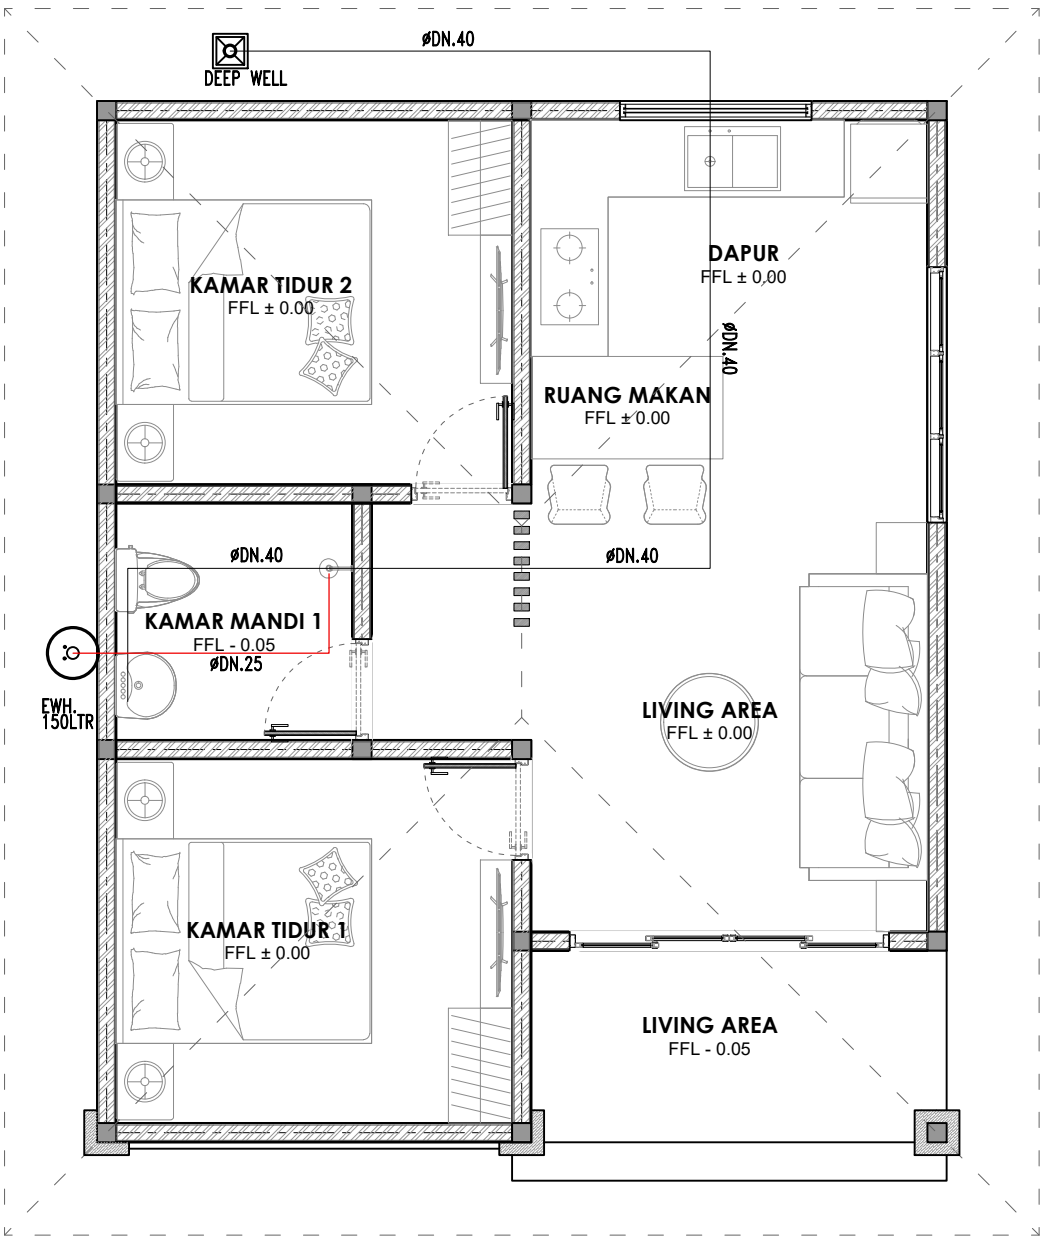 øDN.40
DEEP WELL
DAPUR
FFL ± 0.00
KAMAR TIDUR 2
FFL ± 0.00
øDN.40
RUANG MAKAN
FFL ± 0.00
øDN.40
øDN.40
KAMAR MANDI 1
FFL - 0.05
øDN.25
EWH.
150LTR
LIVING AREA
FFL ± 0.00
KAMAR TIDUR 1
FFL ± 0.00
LIVING AREA
FFL - 0.05